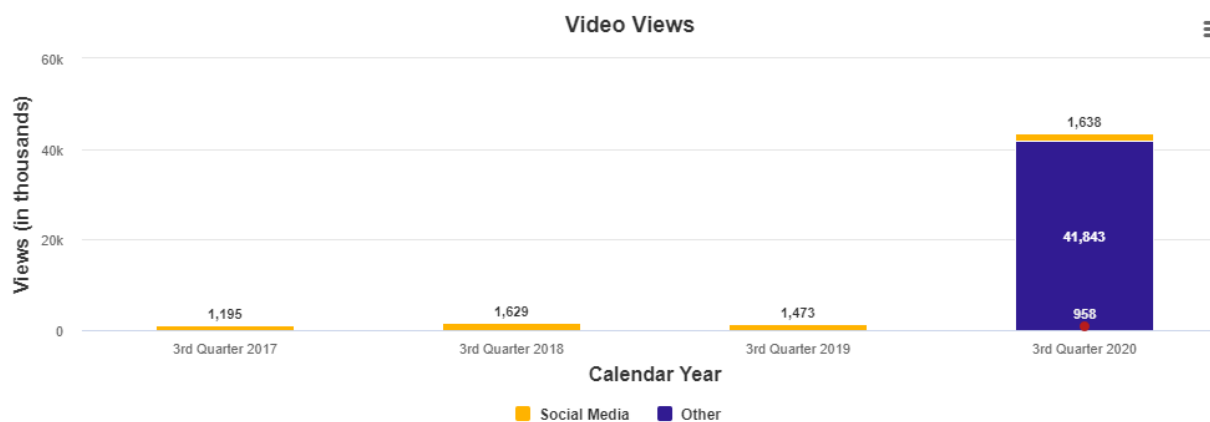 Video Views
Views (in thousands)
60k
40k
20k
0
1,195
1,629
1,473
1,638
41,843
958
3rd Quarter 2017
3rd Quarter 2018
3rd Quarter 2019
3rd Quarter 2020
Calendar Year
Social Media
Other